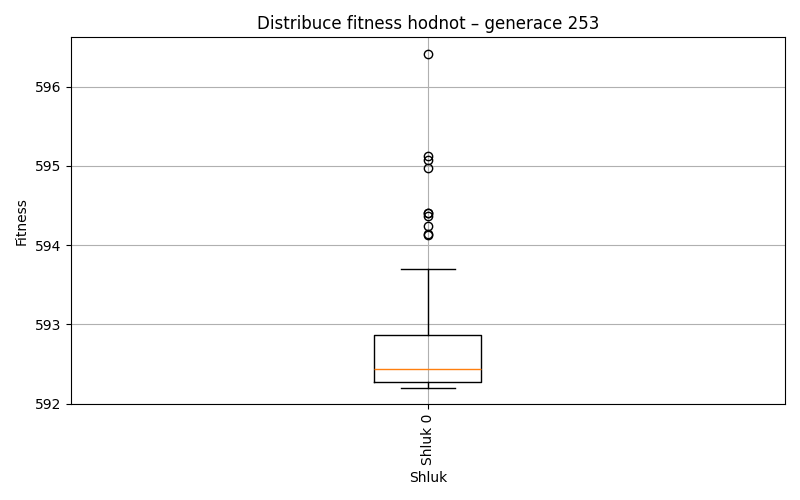 Distribuce fitness hodnot – generace 253
Fitness
596
595
594
593
592
Shluk 0
Shluk